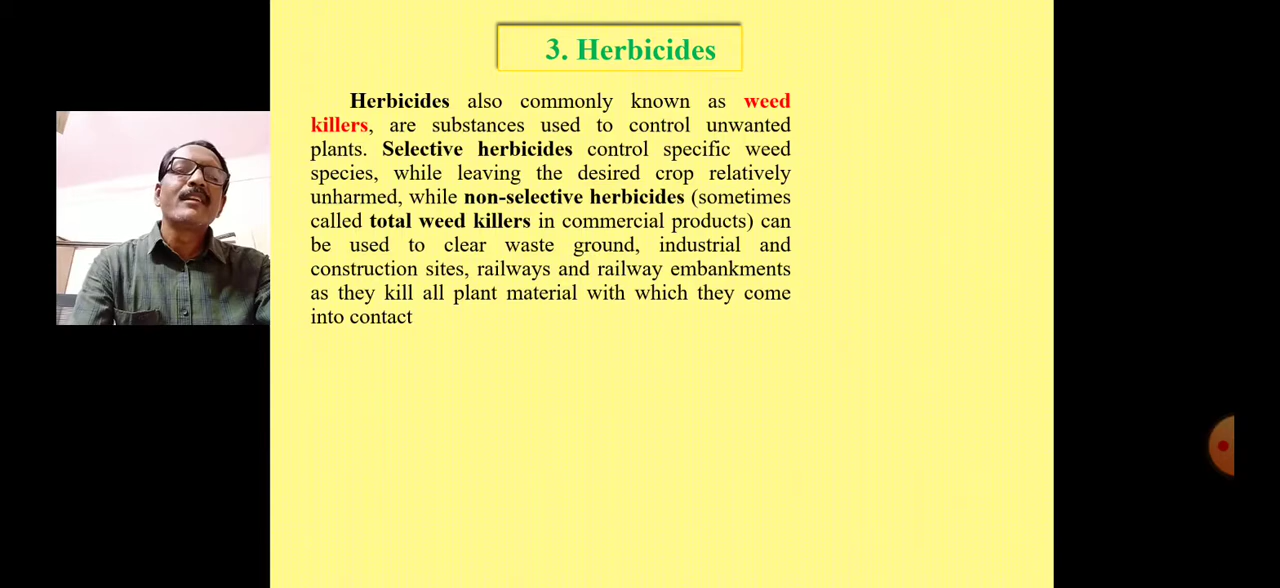 3. Herbicides
Herbicides also commonly known as weed
killers, are substances used to control unwanted
plants. Selective herbicides control specific weed
species, while leaving the desired crop relatively
unharmed, while non-selective herbicides (sometimes
called total weed killers in commercial products) can
be used to clear waste ground, industrial and
construction sites, railways and railway embankments
as they kill all plant material with which they come
into contact